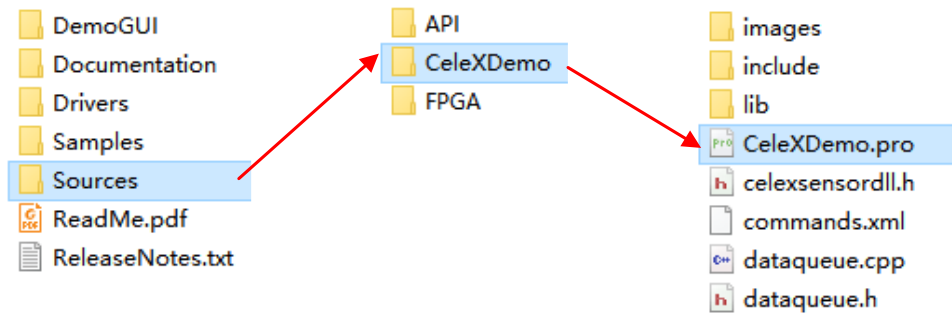 DemoGUI
Documentation
Drivers
Samples
Sources
ReadMe.pdf
ReleaseNotes.txt
API
CeleXDemo
FPGA
images
include
lib
CeleXDemo.pro
celexsensordll.h
commands.xml
dataqueue.cpp
dataqueue.h